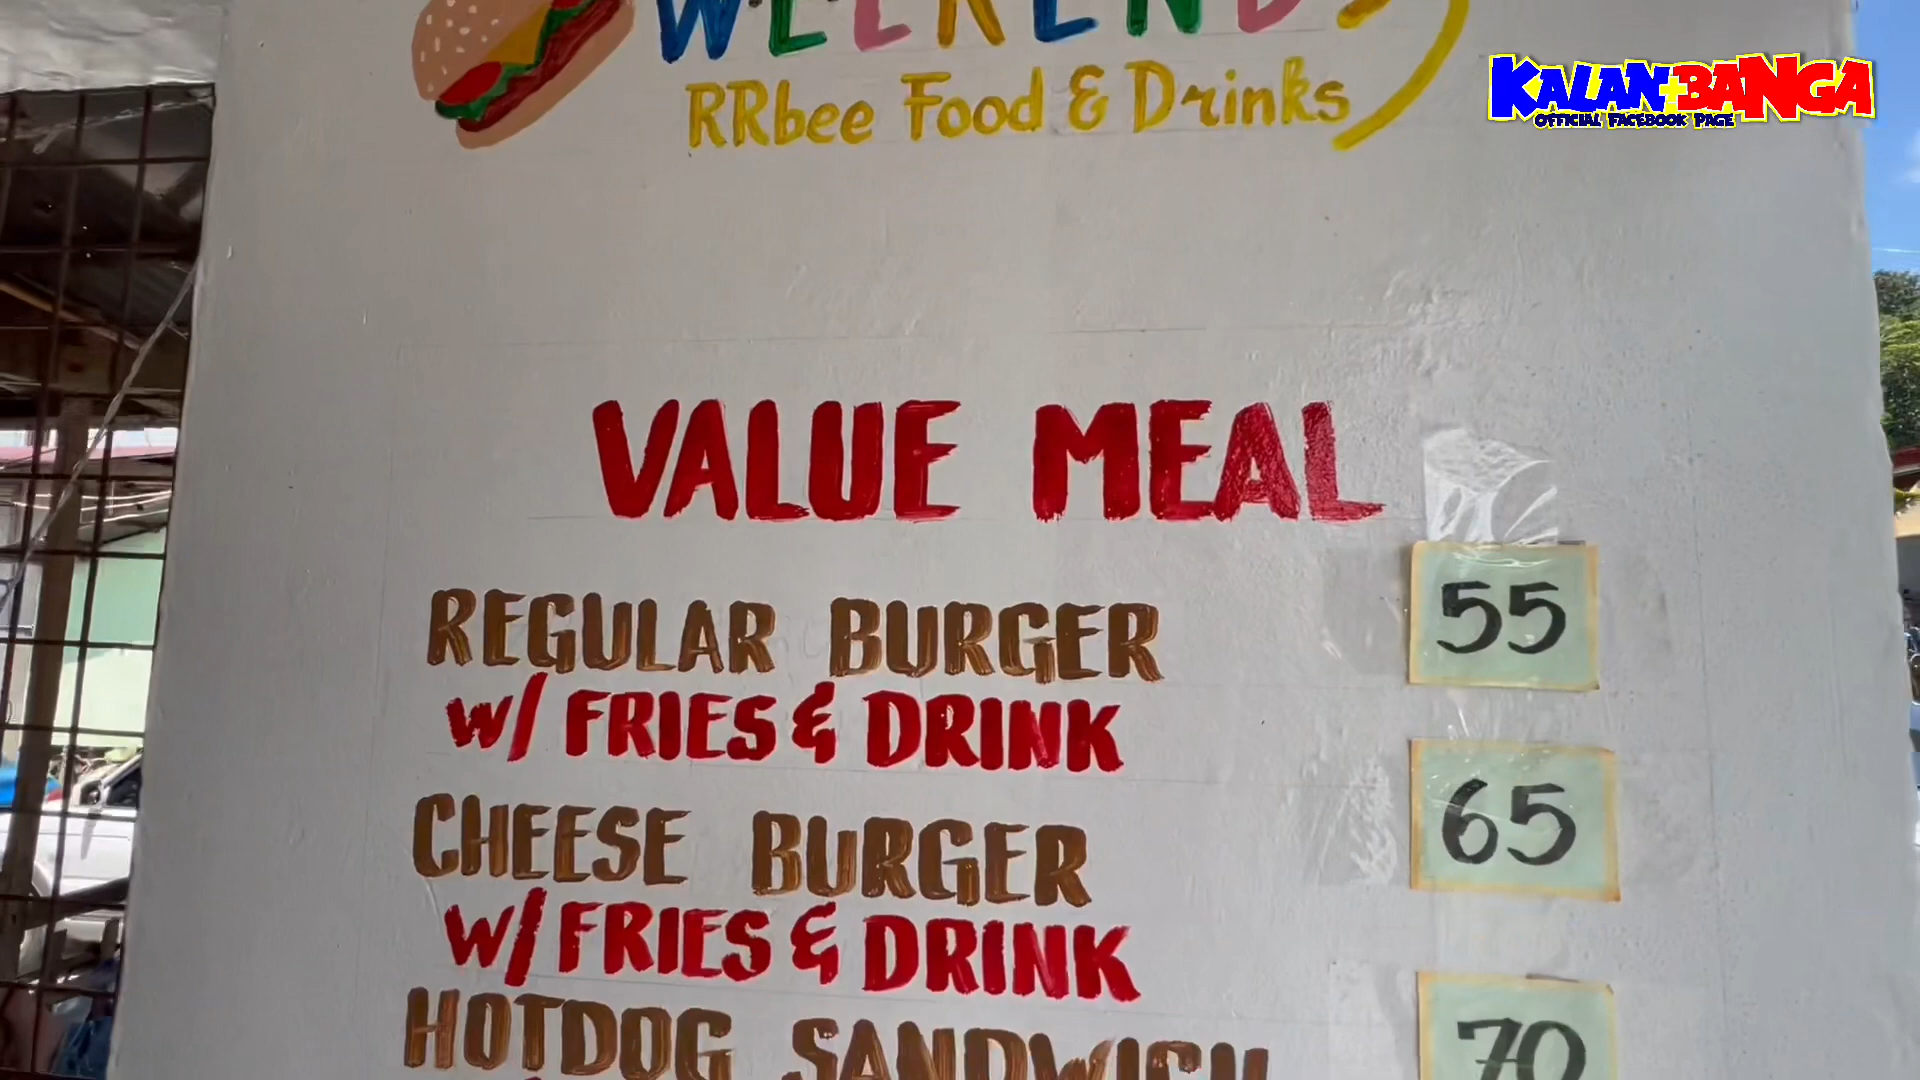 WEEKENDS
RRbee Food & Drinks
KALAN+BANGA
OFFICIAL FACEBOOK PAGE
VALUE MEAL
REGULAR BURGER 55
w/ FRIES & DRINK
CHEESE BURGER 65
w/ FRIES & DRINK
HOTDOG SANDWICH 70